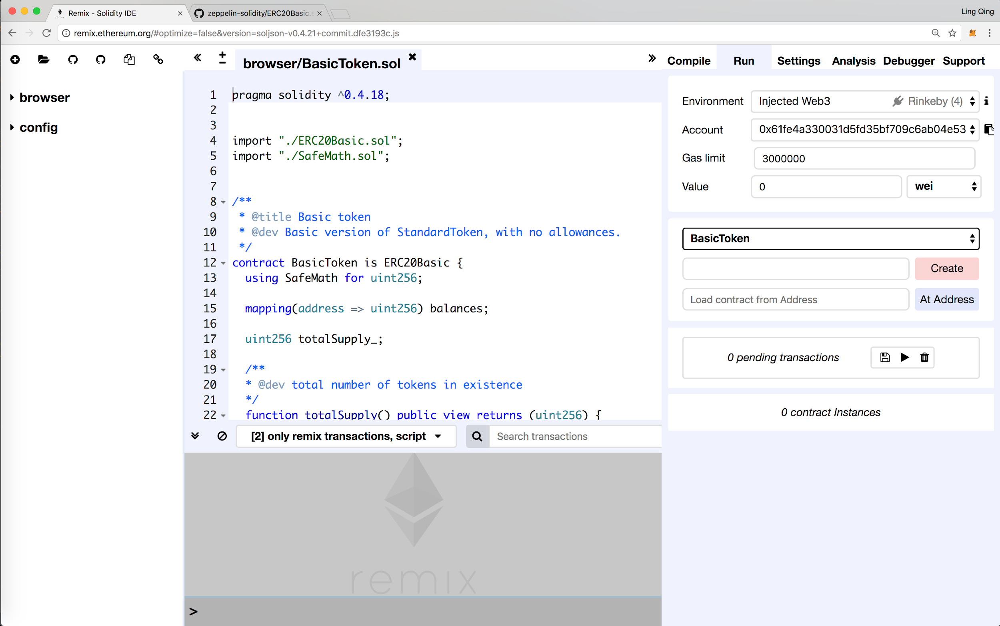 Remix - Solidity IDE
zeppelin-solidity/ERC20Basic.s
Ling Qing
remix.ethereum.org/#optimize=false&version=soljson-v0.4.21+commit.dfe3193c.js
browser
config
browser/BasicToken.sol
1 pragma solidity ^0.4.18;
2
3
4 import "./ERC20Basic.sol";
5 import "./SafeMath.sol";
6
7
8 /**
9 * @title Basic token
10 * @dev Basic version of StandardToken, with no allowances.
11 */
12 contract BasicToken is ERC20Basic {
13 using SafeMath for uint256;
14
15 mapping(address => uint256) balances;
16
17 uint256 totalSupply_;
18
19 /**
20 * @dev total number of tokens in existence
21 */
22 function totalSupply() public view returns (uint256) {
[2] only remix transactions, script
Search transactions
remix
>
Compile Run Settings Analysis Debugger Support
Environment Injected Web3 Rinkeby (4)
Account 0x61fe4a330031d5fd35bf709c6ab04e53
Gas limit 3000000
Value 0 wei
BasicToken
Create
Load contract from Address At Address
0 pending transactions
0 contract Instances